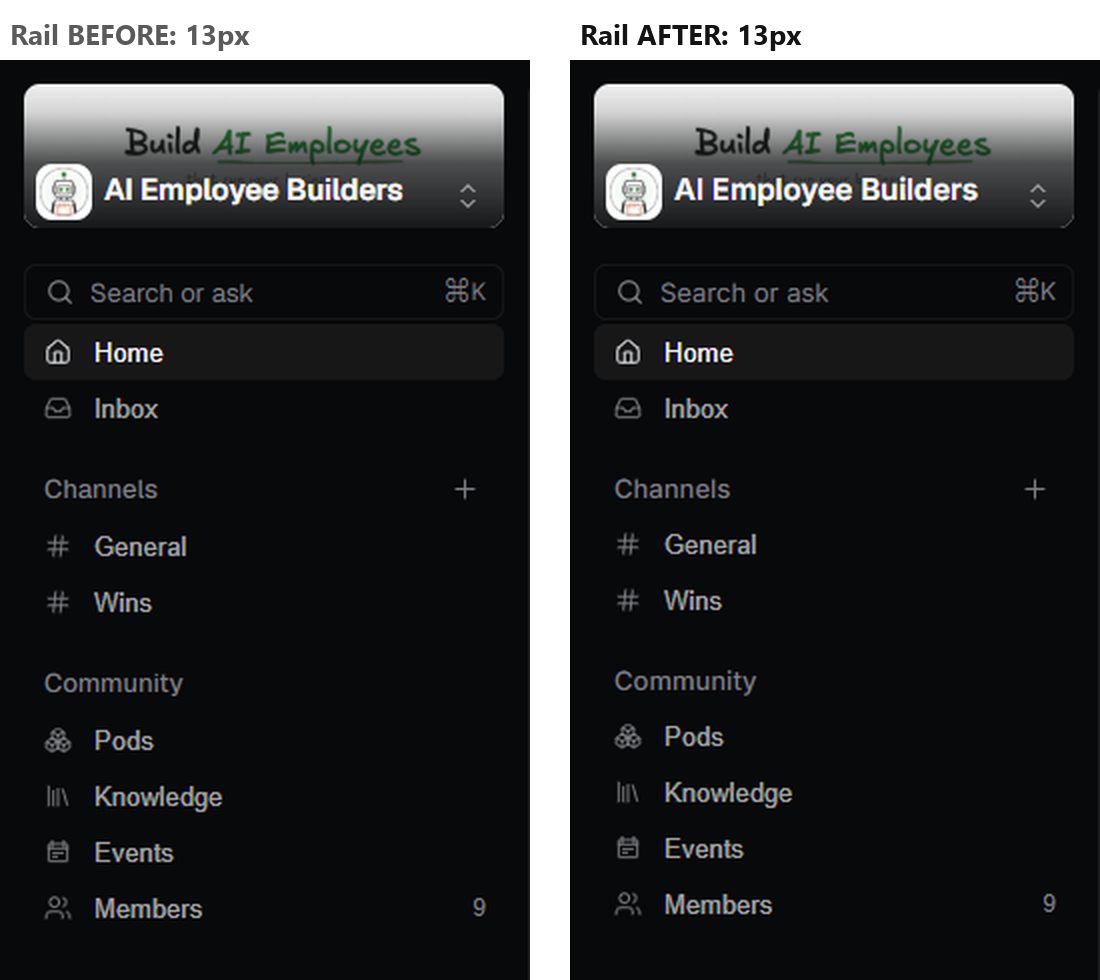 Rail BEFORE: 13px
Build AI Employees
AI Employee Builders
Search or ask ⌘K
Home
Inbox
Channels
General
Wins
Community
Pods
Knowledge
Events
Members 9
Rail AFTER: 13px
Build AI Employees
AI Employee Builders
Search or ask ⌘K
Home
Inbox
Channels
General
Wins
Community
Pods
Knowledge
Events
Members 9